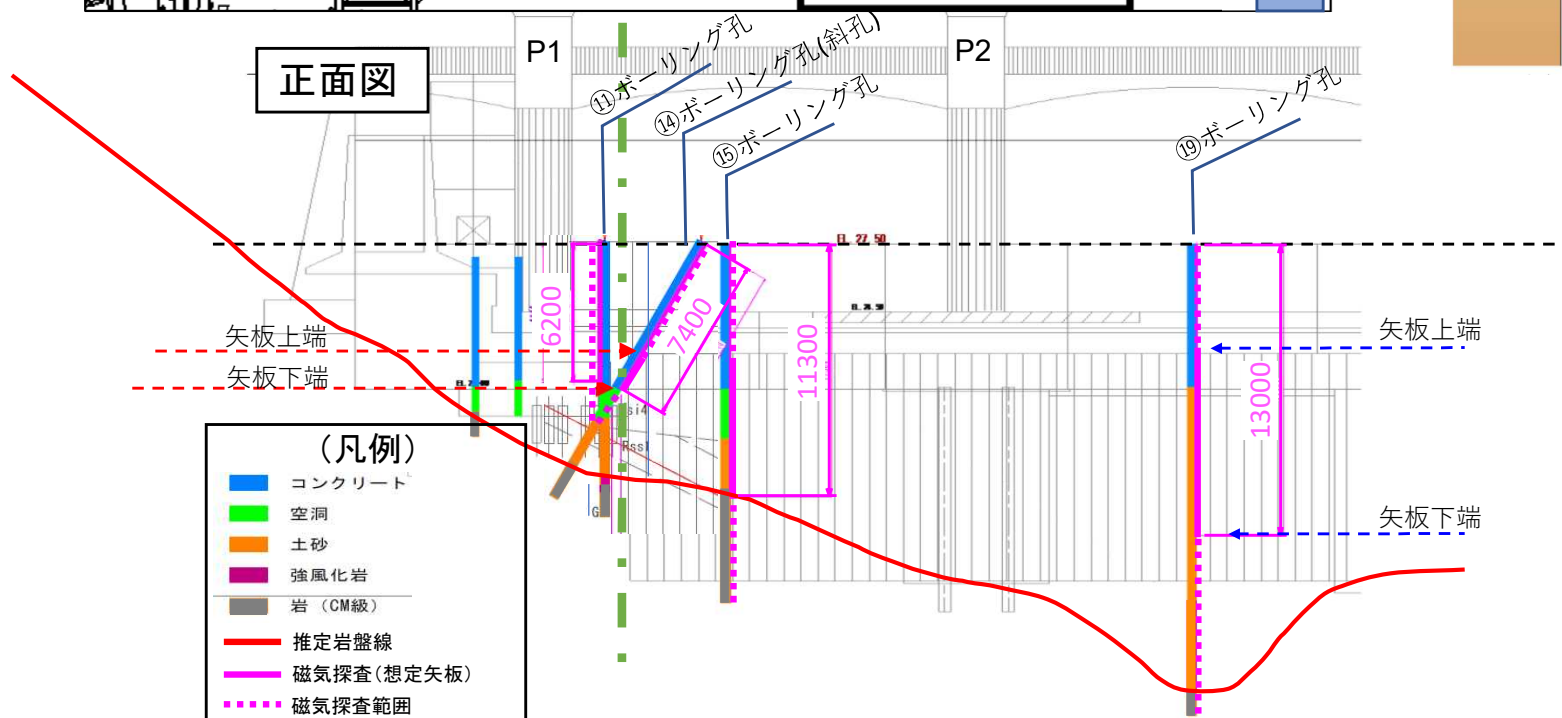 P1
P2
正面図
⑪ボーリング孔
⑭ボーリング孔(斜孔)
⑮ボーリング孔
⑲ボーリング孔
EL. 27.50
6200
7400
11300
13000
矢板上端
矢板下端
矢板上端
矢板下端
Rss1
G
(凡例)
コンクリート
空洞
土砂
強風化岩
岩 (CM級)
推定岩盤線
磁気探査(想定矢板)
磁気探査範囲